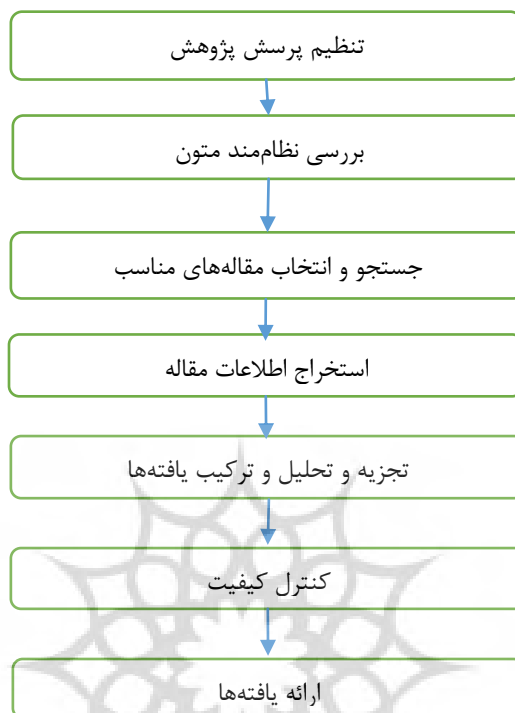 تنظیم پرسش پژوهش
بررسی نظام‌مند متون
جستجو و انتخاب مقاله‌های مناسب
استخراج اطلاعات مقاله
تجزیه و تحلیل و ترکیب یافته‌ها
کنترل کیفیت
ارائه یافته‌ها